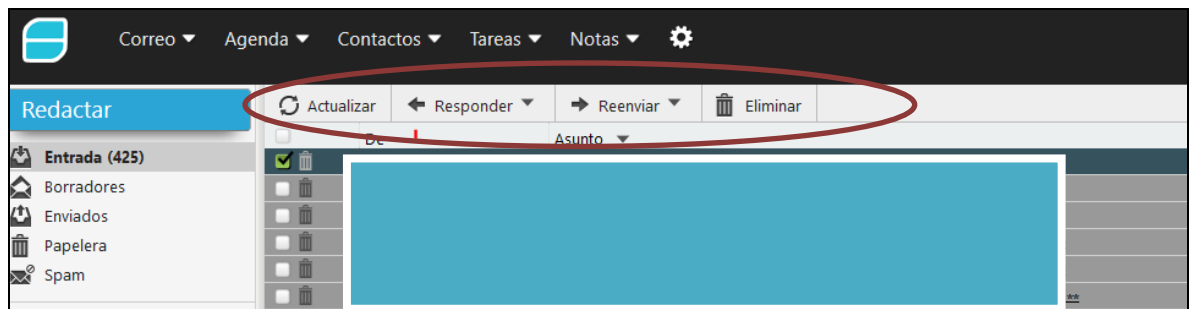 Correo Agenda Contactos Tareas Notas
Redactar
Actualizar Responder Reenviar Eliminar
De Asunto
Entrada (425)
Borradores
Enviados
Papelera
Spam
**